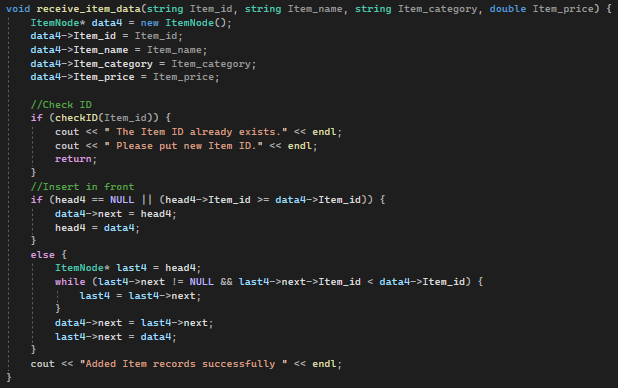 void receive_item_data(string Item_id, string Item_name, string Item_category, double Item_price) {
    ItemNode* data4 = new ItemNode();
    data4->Item_id = Item_id;
    data4->Item_name = Item_name;
    data4->Item_category = Item_category;
    data4->Item_price = Item_price;

    //Check ID
    if (checkID(Item_id)) {
        cout << " The Item ID already exists." << endl;
        cout << " Please put new Item ID." << endl;
        return;
    }
    //Insert in front
    if (head4 == NULL || (head4->Item_id >= data4->Item_id)) {
        data4->next = head4;
        head4 = data4;
    }
    else {
        ItemNode* last4 = head4;
        while (last4->next != NULL && last4->next->Item_id < data4->Item_id) {
            last4 = last4->next;
        }
        data4->next = last4->next;
        last4->next = data4;
    }
    cout << "Added Item records successfully " << endl;
}